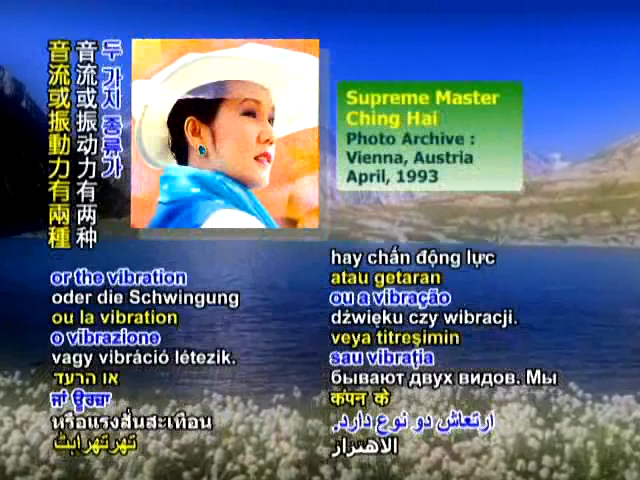 音流或振動力有兩種
音流或振动力有两种
두 가지 종류가
Supreme Master
Ching Hai
Photo Archive :
Vienna, Austria
April, 1993
or the vibration
oder die Schwingung
ou la vibration
o vibrazione
vagy vibráció létezik.
או הרעד
ਜਾਂ ਊਰਜਾ
หรือแรงสั่นสะเทือน
تھرتھراہٹ
hay chấn động lực
atau getaran
ou a vibração
dźwięku czy wibracji.
veya titreşimin
sau vibrația
бывают двух видов. Мы
कंपन के
ارتعاش دو نوع دارد.
الاهتزاز